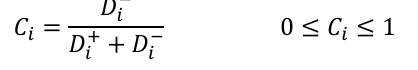 C_i = D_i^- / (D_i^+ + D_i^-)    0 ≤ C_i ≤ 1